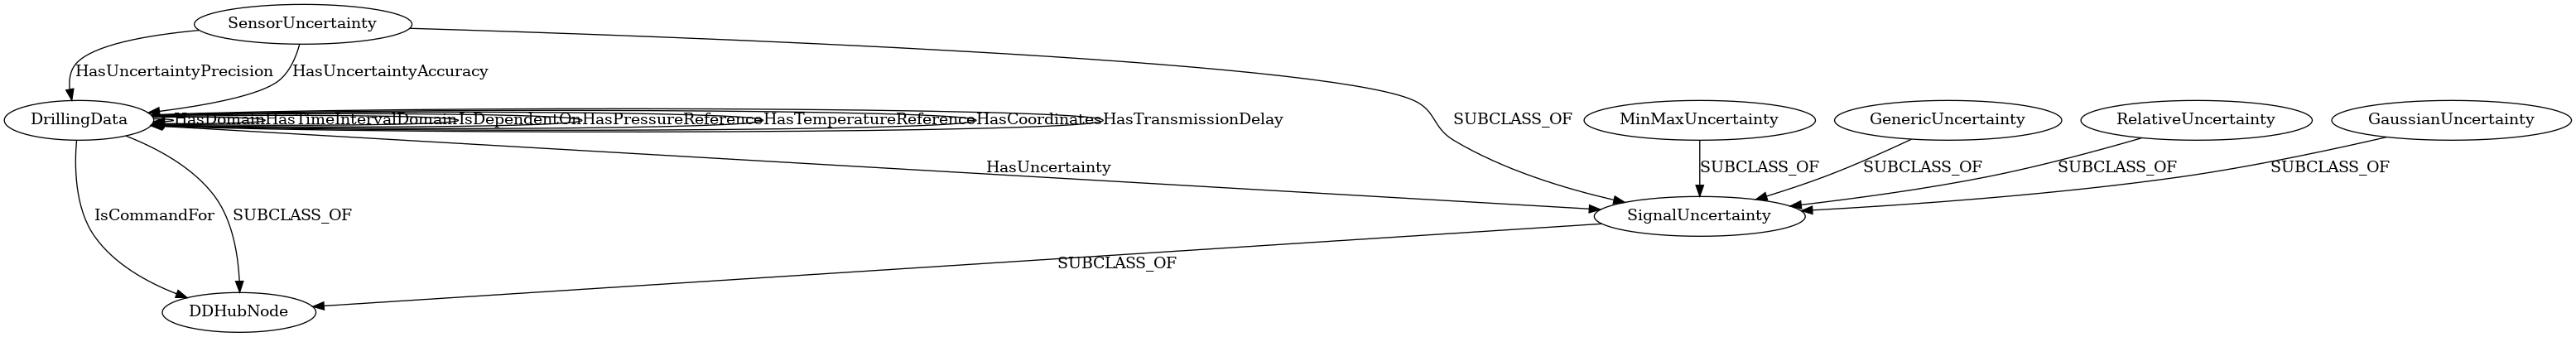 SensorUncertainty
HasUncertaintyPrecision
HasUncertaintyAccuracy
SUBCLASS_OF
DrillingData
HasDomain
HasTimeIntervalDomain
IsDependentOn
HasPressureReference
HasTemperatureReference
HasCoordinates
HasTransmissionDelay
MinMaxUncertainty
GenericUncertainty
RelativeUncertainty
GaussianUncertainty
HasUncertainty
SUBCLASS_OF
SUBCLASS_OF
SUBCLASS_OF
SUBCLASS_OF
IsCommandFor
SUBCLASS_OF
SignalUncertainty
SUBCLASS_OF
DDHubNode